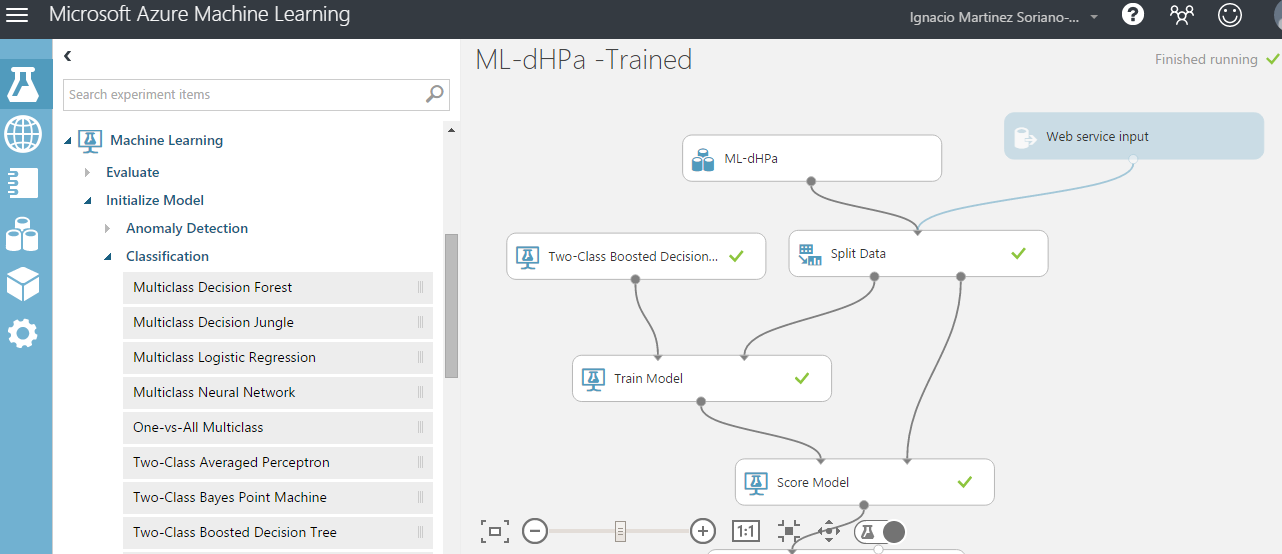 Microsoft Azure Machine Learning
Ignacio Martinez Soriano-...
?
Search experiment items
Machine Learning
Evaluate
Initialize Model
Anomaly Detection
Classification
Multiclass Decision Forest
Multiclass Decision Jungle
Multiclass Logistic Regression
Multiclass Neural Network
One-vs-All Multiclass
Two-Class Averaged Perceptron
Two-Class Bayes Point Machine
Two-Class Boosted Decision Tree
ML-dHPa -Trained
Finished running
ML-dHPa
Web service input
Two-Class Boosted Decision...
Split Data
Train Model
Score Model
1:1